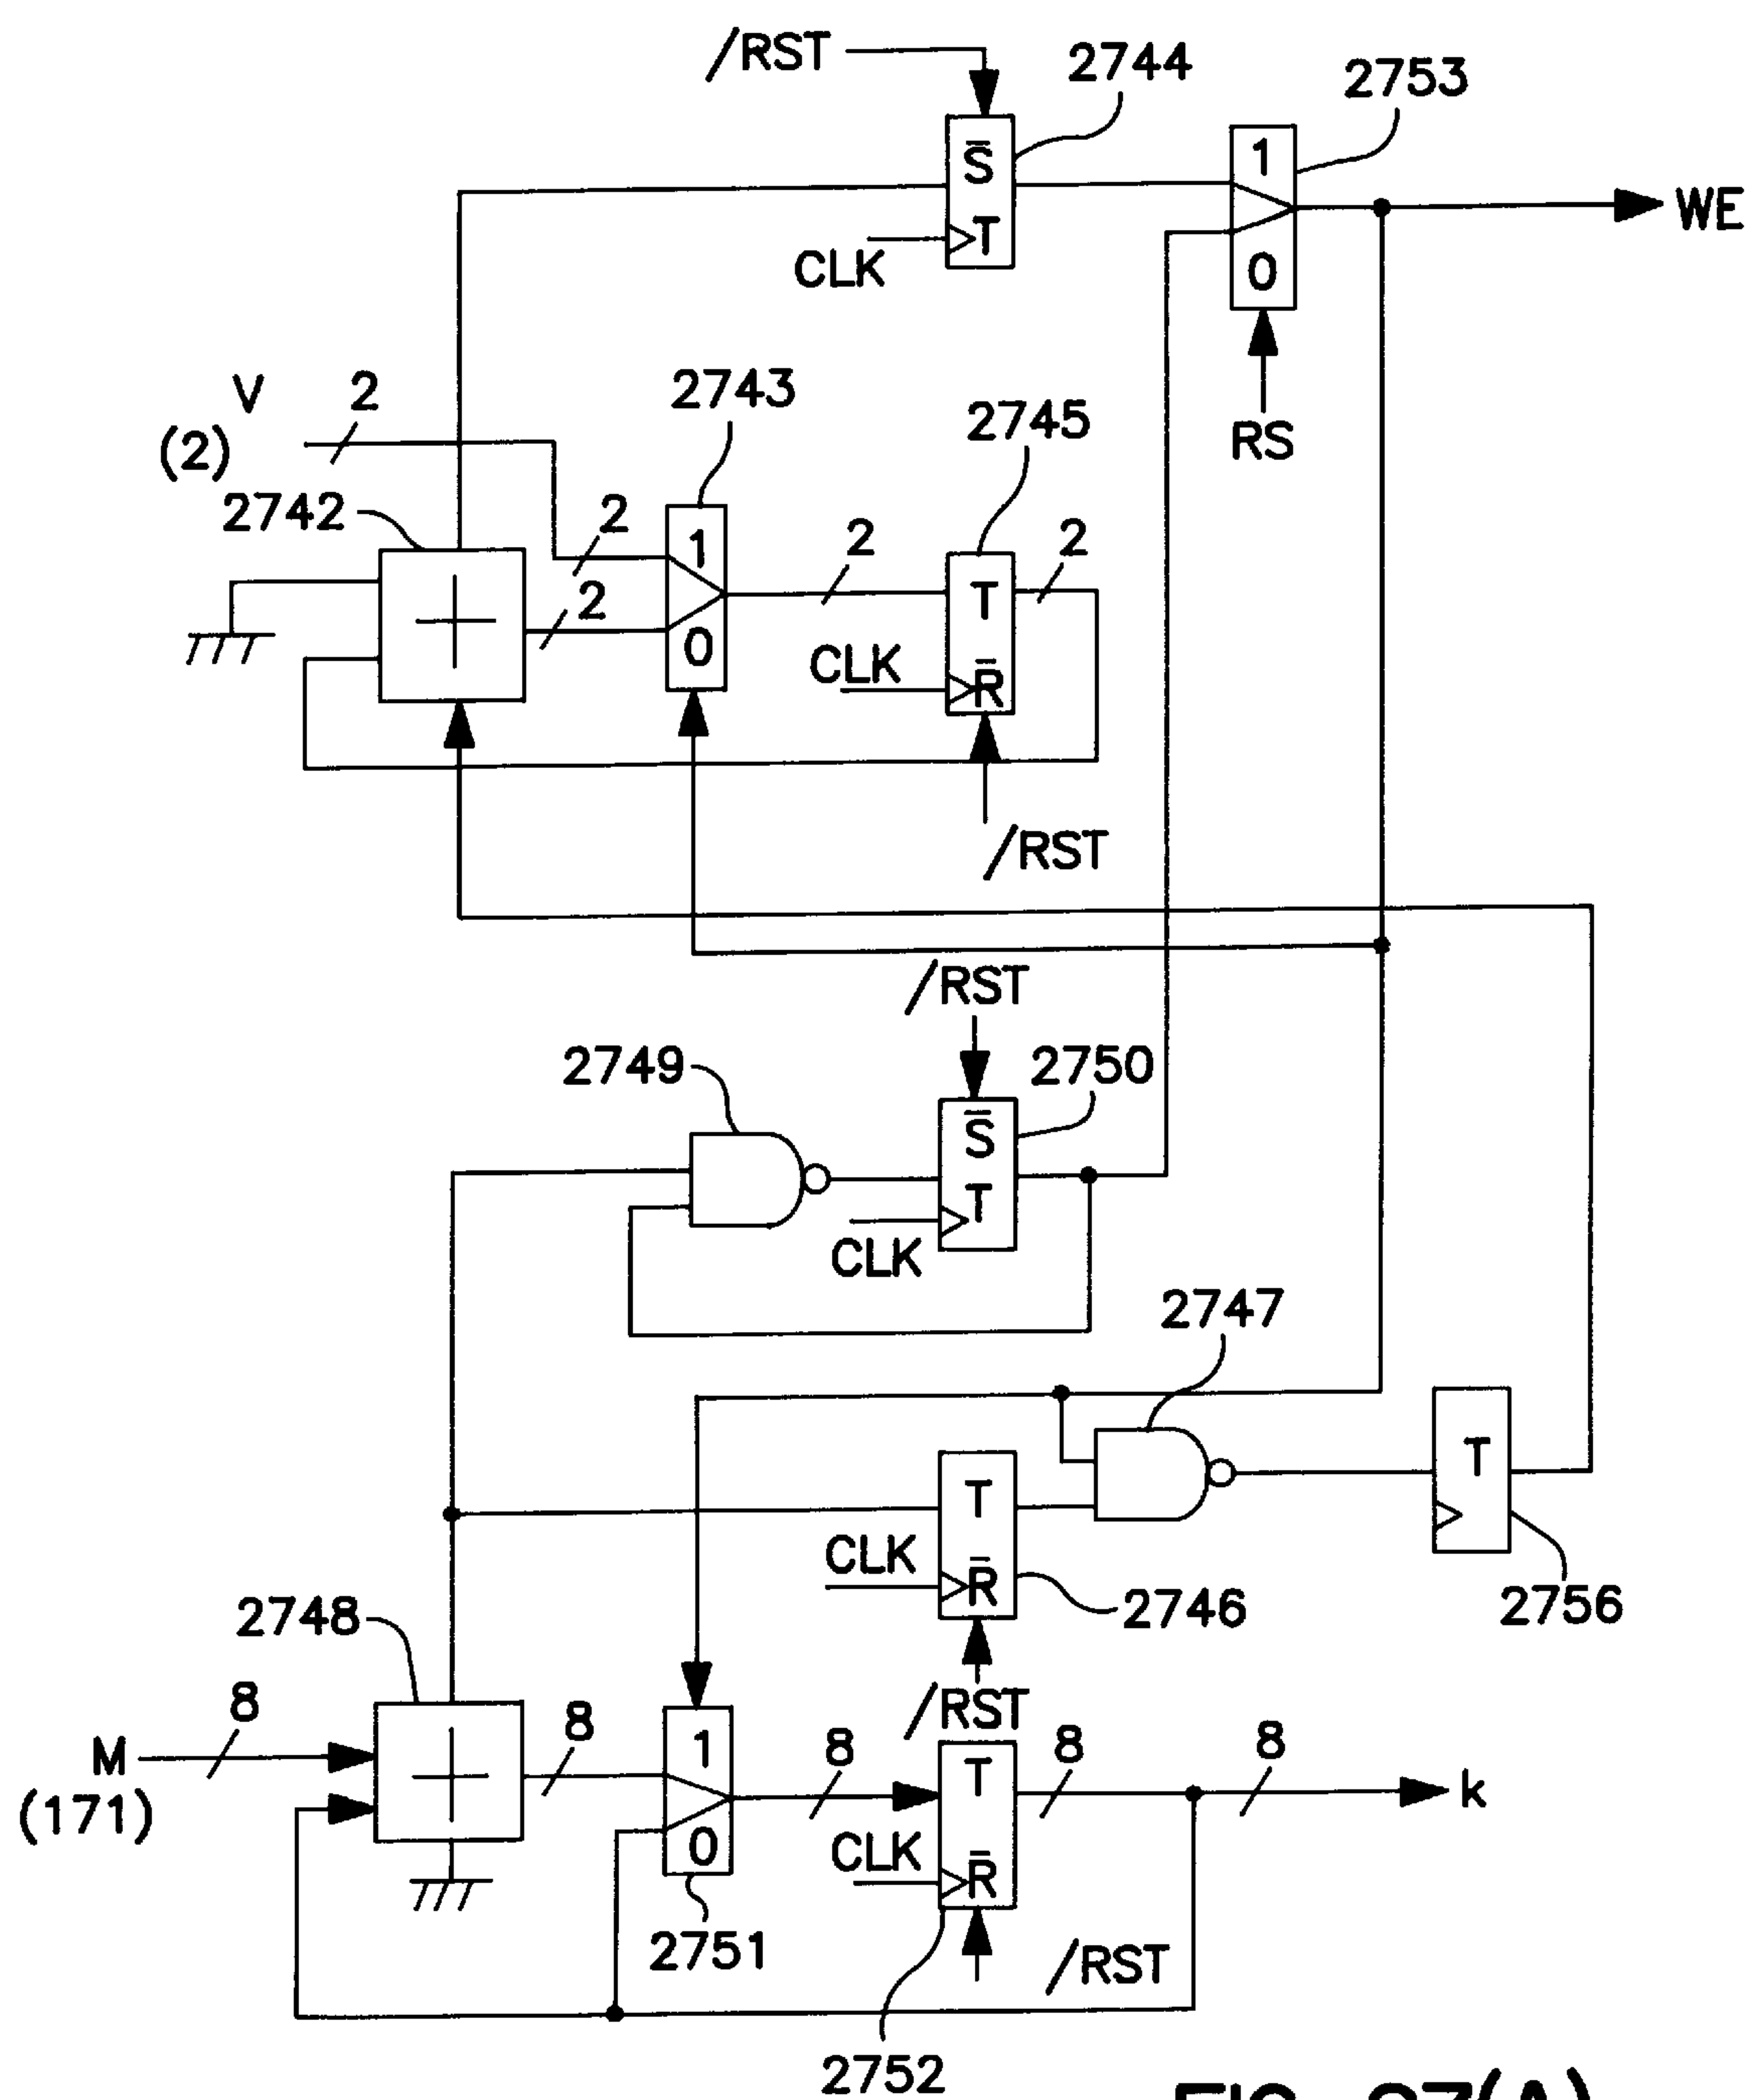 /RST
2744
2753
S̄
T
CLK
1
0
WE
RS
V
(2)
2
2742
2743
2745
2
2
1
0
2
2
T
R̄
CLK
/RST
/RST
2749
2750
S̄
T
CLK
2747
T
R̄
CLK
2746
T
2756
/RST
2748
M
(171)
8
8
1
0
2751
8
T
R̄
CLK
8
8
k
/RST
2752